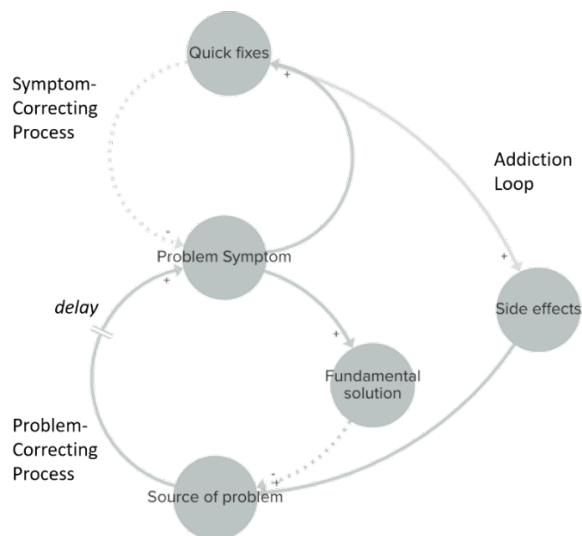 Quick fixes
+
Symptom-
Correcting
Process
Addiction
Loop
-
Problem Symptom
+
+
delay
Side effects
+
Fundamental
solution
Problem-
Correcting
Process
-
+
Source of problem